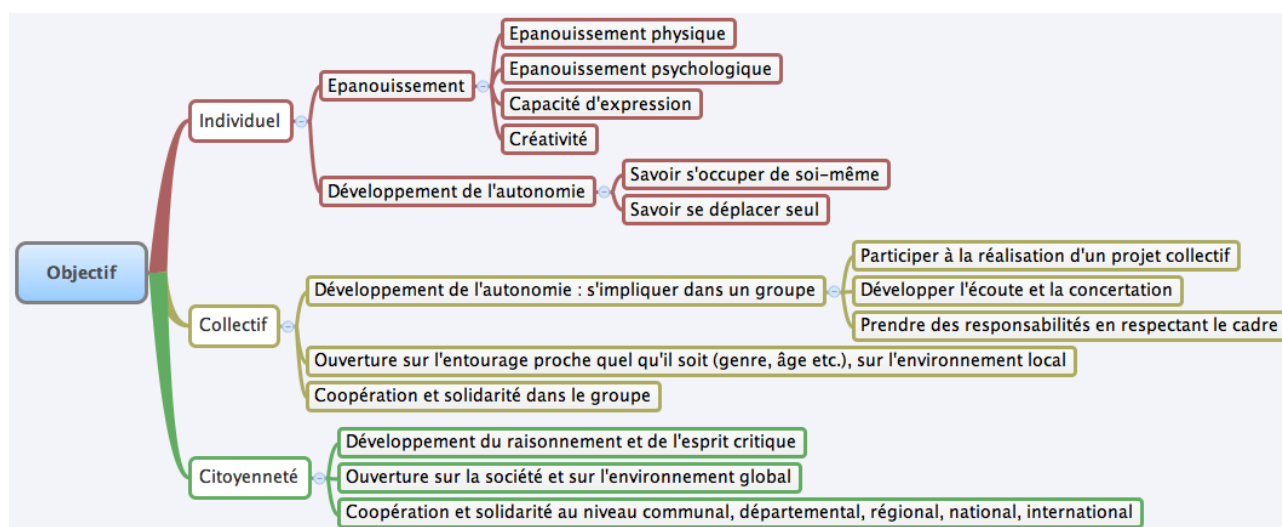 Objectif
Individuel
Epanouissement
Epanouissement physique
Epanouissement psychologique
Capacité d'expression
Créativité
Développement de l'autonomie
Savoir s'occuper de soi-même
Savoir se déplacer seul
Collectif
Développement de l'autonomie : s'impliquer dans un groupe
Participer à la réalisation d'un projet collectif
Développer l'écoute et la concertation
Prendre des responsabilités en respectant le cadre
Ouverture sur l'entourage proche quel qu'il soit (genre, âge etc.), sur l'environnement local
Coopération et solidarité dans le groupe
Citoyenneté
Développement du raisonnement et de l'esprit critique
Ouverture sur la société et sur l'environnement global
Coopération et solidarité au niveau communal, départemental, régional, national, international